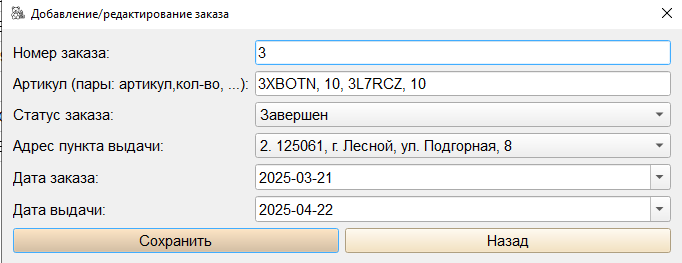 Добавление/редактирование заказа
Номер заказа: 3
Артикул (пары: артикул,кол-во, ...): 3XBOTN, 10, 3L7RCZ, 10
Статус заказа: Завершен
Адрес пункта выдачи: 2. 125061, г. Лесной, ул. Подгорная, 8
Дата заказа: 2025-03-21
Дата выдачи: 2025-04-22
Сохранить Назад